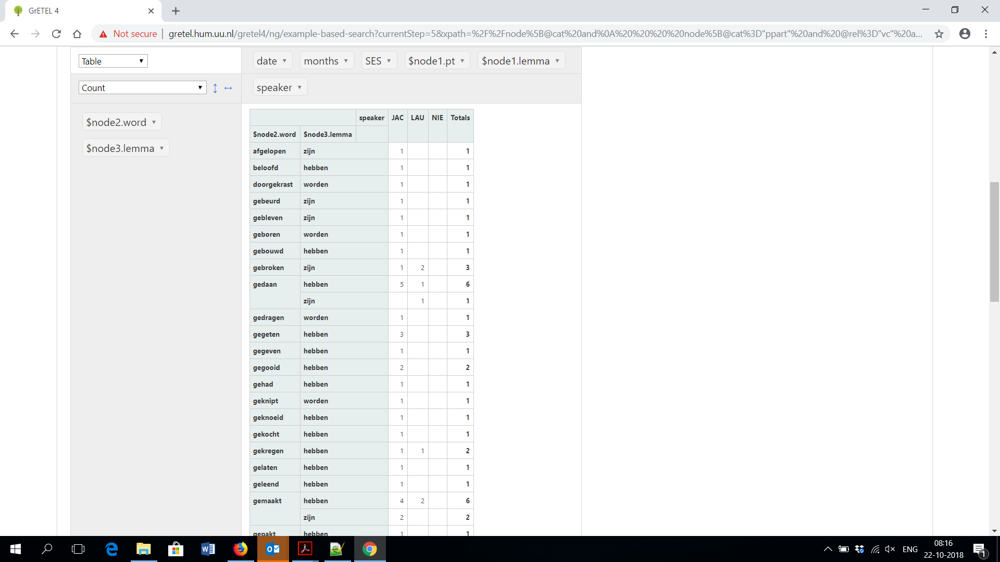 GrETEL 4
Not secure | gretel.hum.uu.nl/gretel4/ng/example-based-search?currentStep=5&xpath=%2F%2Fnode%5B@cat%20and%0A%20%20%20%20node%5B@cat%3D"ppart"%20and%20@rel%3D"vc"%20a...
Table date months SES $node1.pt $node1.lemma
Count speaker
$node2.word
$node3.lemma
speaker JAC LAU NIE Totals
$node2.word $node3.lemma
afgelopen zijn 1 1
beloofd hebben 1 1
doorgekrast worden 1 1
gebeurd zijn 1 1
gebleven zijn 1 1
geboren worden 1 1
gebouwd hebben 1 1
gebroken zijn 1 2 3
gedaan hebben 5 1 6
zijn 1 1
gedragen worden 1 1
gegeten hebben 3 3
gegeven hebben 1 1
gegooid hebben 2 2
gehad hebben 1 1
geknipt worden 1 1
geknoeid hebben 1 1
gekocht hebben 1 1
gekregen hebben 1 1 2
gelaten hebben 1 1
geleend hebben 1 1
gemaakt hebben 4 2 6
zijn 2 2
gepakt hebben 1 1
ENG
08:16
22-10-2018
1